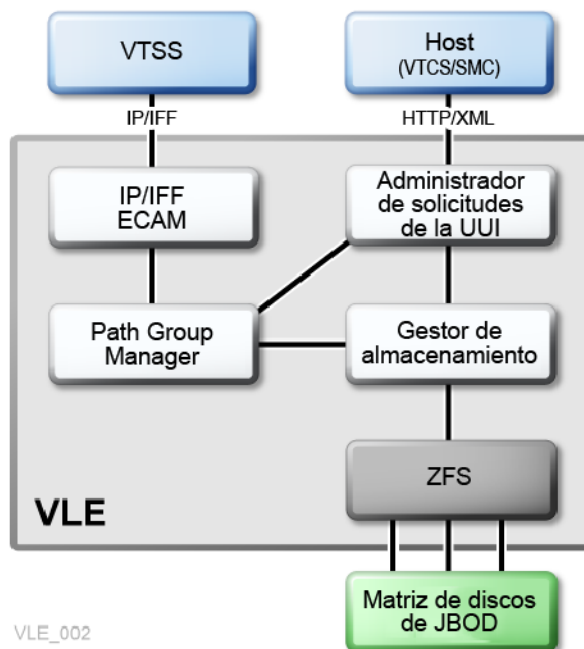 VTSS
Host
(VTCS/SMC)
IP/IFF
HTTP/XML
IP/IFF
ECAM
Administrador
de solicitudes
de la UUI
Path Group
Manager
Gestor de
almacenamiento
ZFS
VLE
Matriz de discos
de JBOD
VLE_002